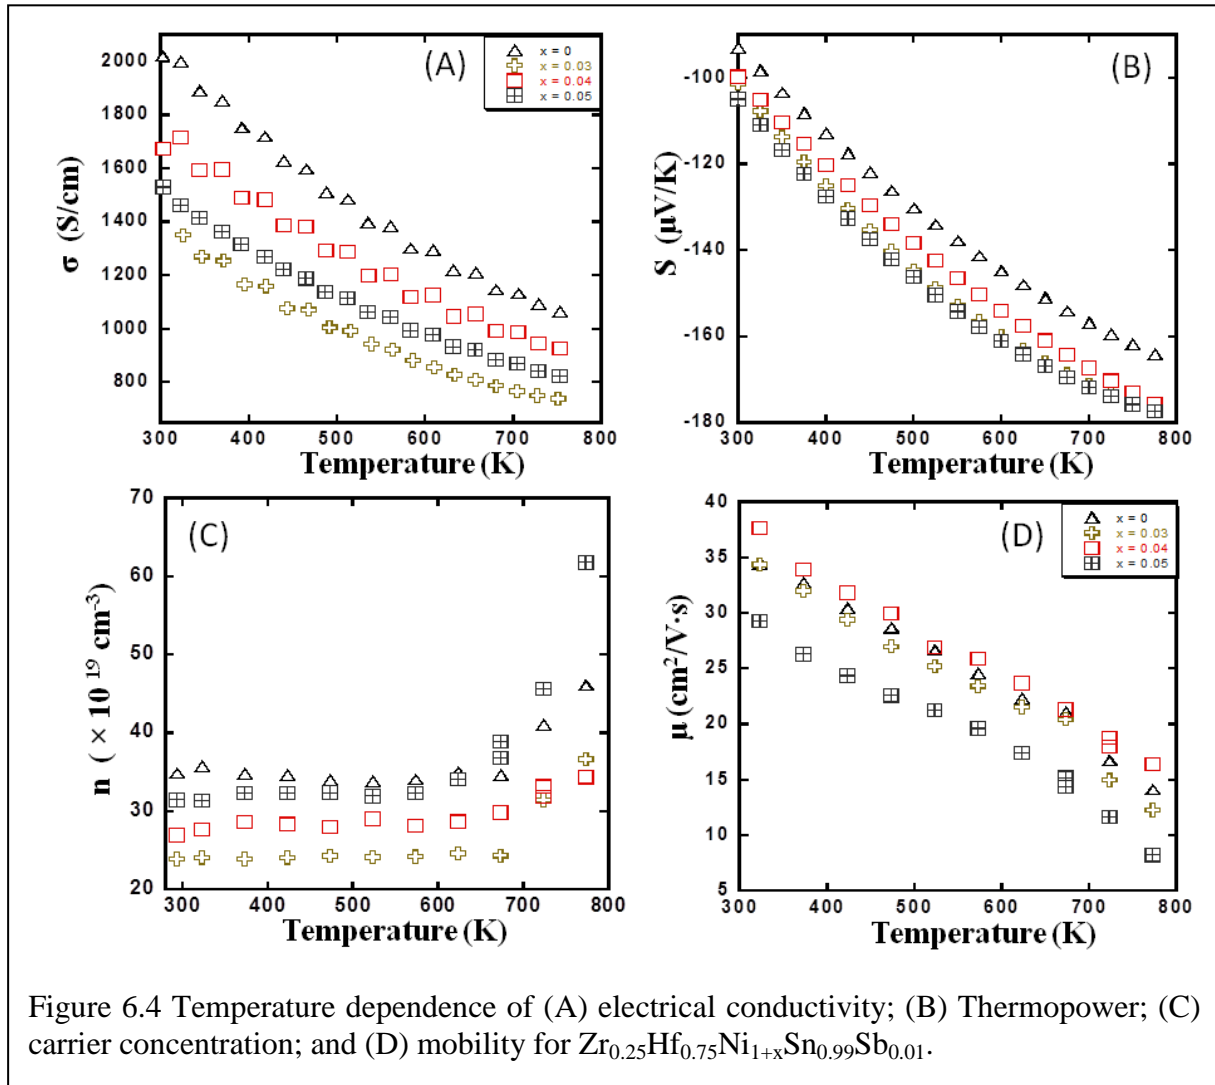 (A)
x = 0
x = 0.03
x = 0.04
x = 0.05
2000
1800
1600
1400
1200
1000
800
σ (S/cm)
300 400 500 600 700 800
Temperature (K)
(B)
-100
-120
-140
-160
-180
S (µV/K)
300 400 500 600 700 800
Temperature (K)
(C)
70
60
50
40
30
20
n ( × 10 19 cm-3)
300 400 500 600 700 800
Temperature (K)
(D)
x = 0
x = 0.03
x = 0.04
x = 0.05
40
35
30
25
20
15
10
5
µ (cm2/V·s)
300 400 500 600 700 800
Temperature (K)
Figure 6.4 Temperature dependence of (A) electrical conductivity; (B) Thermopower; (C)
carrier concentration; and (D) mobility for Zr0.25Hf0.75Ni1+xSn0.99Sb0.01.